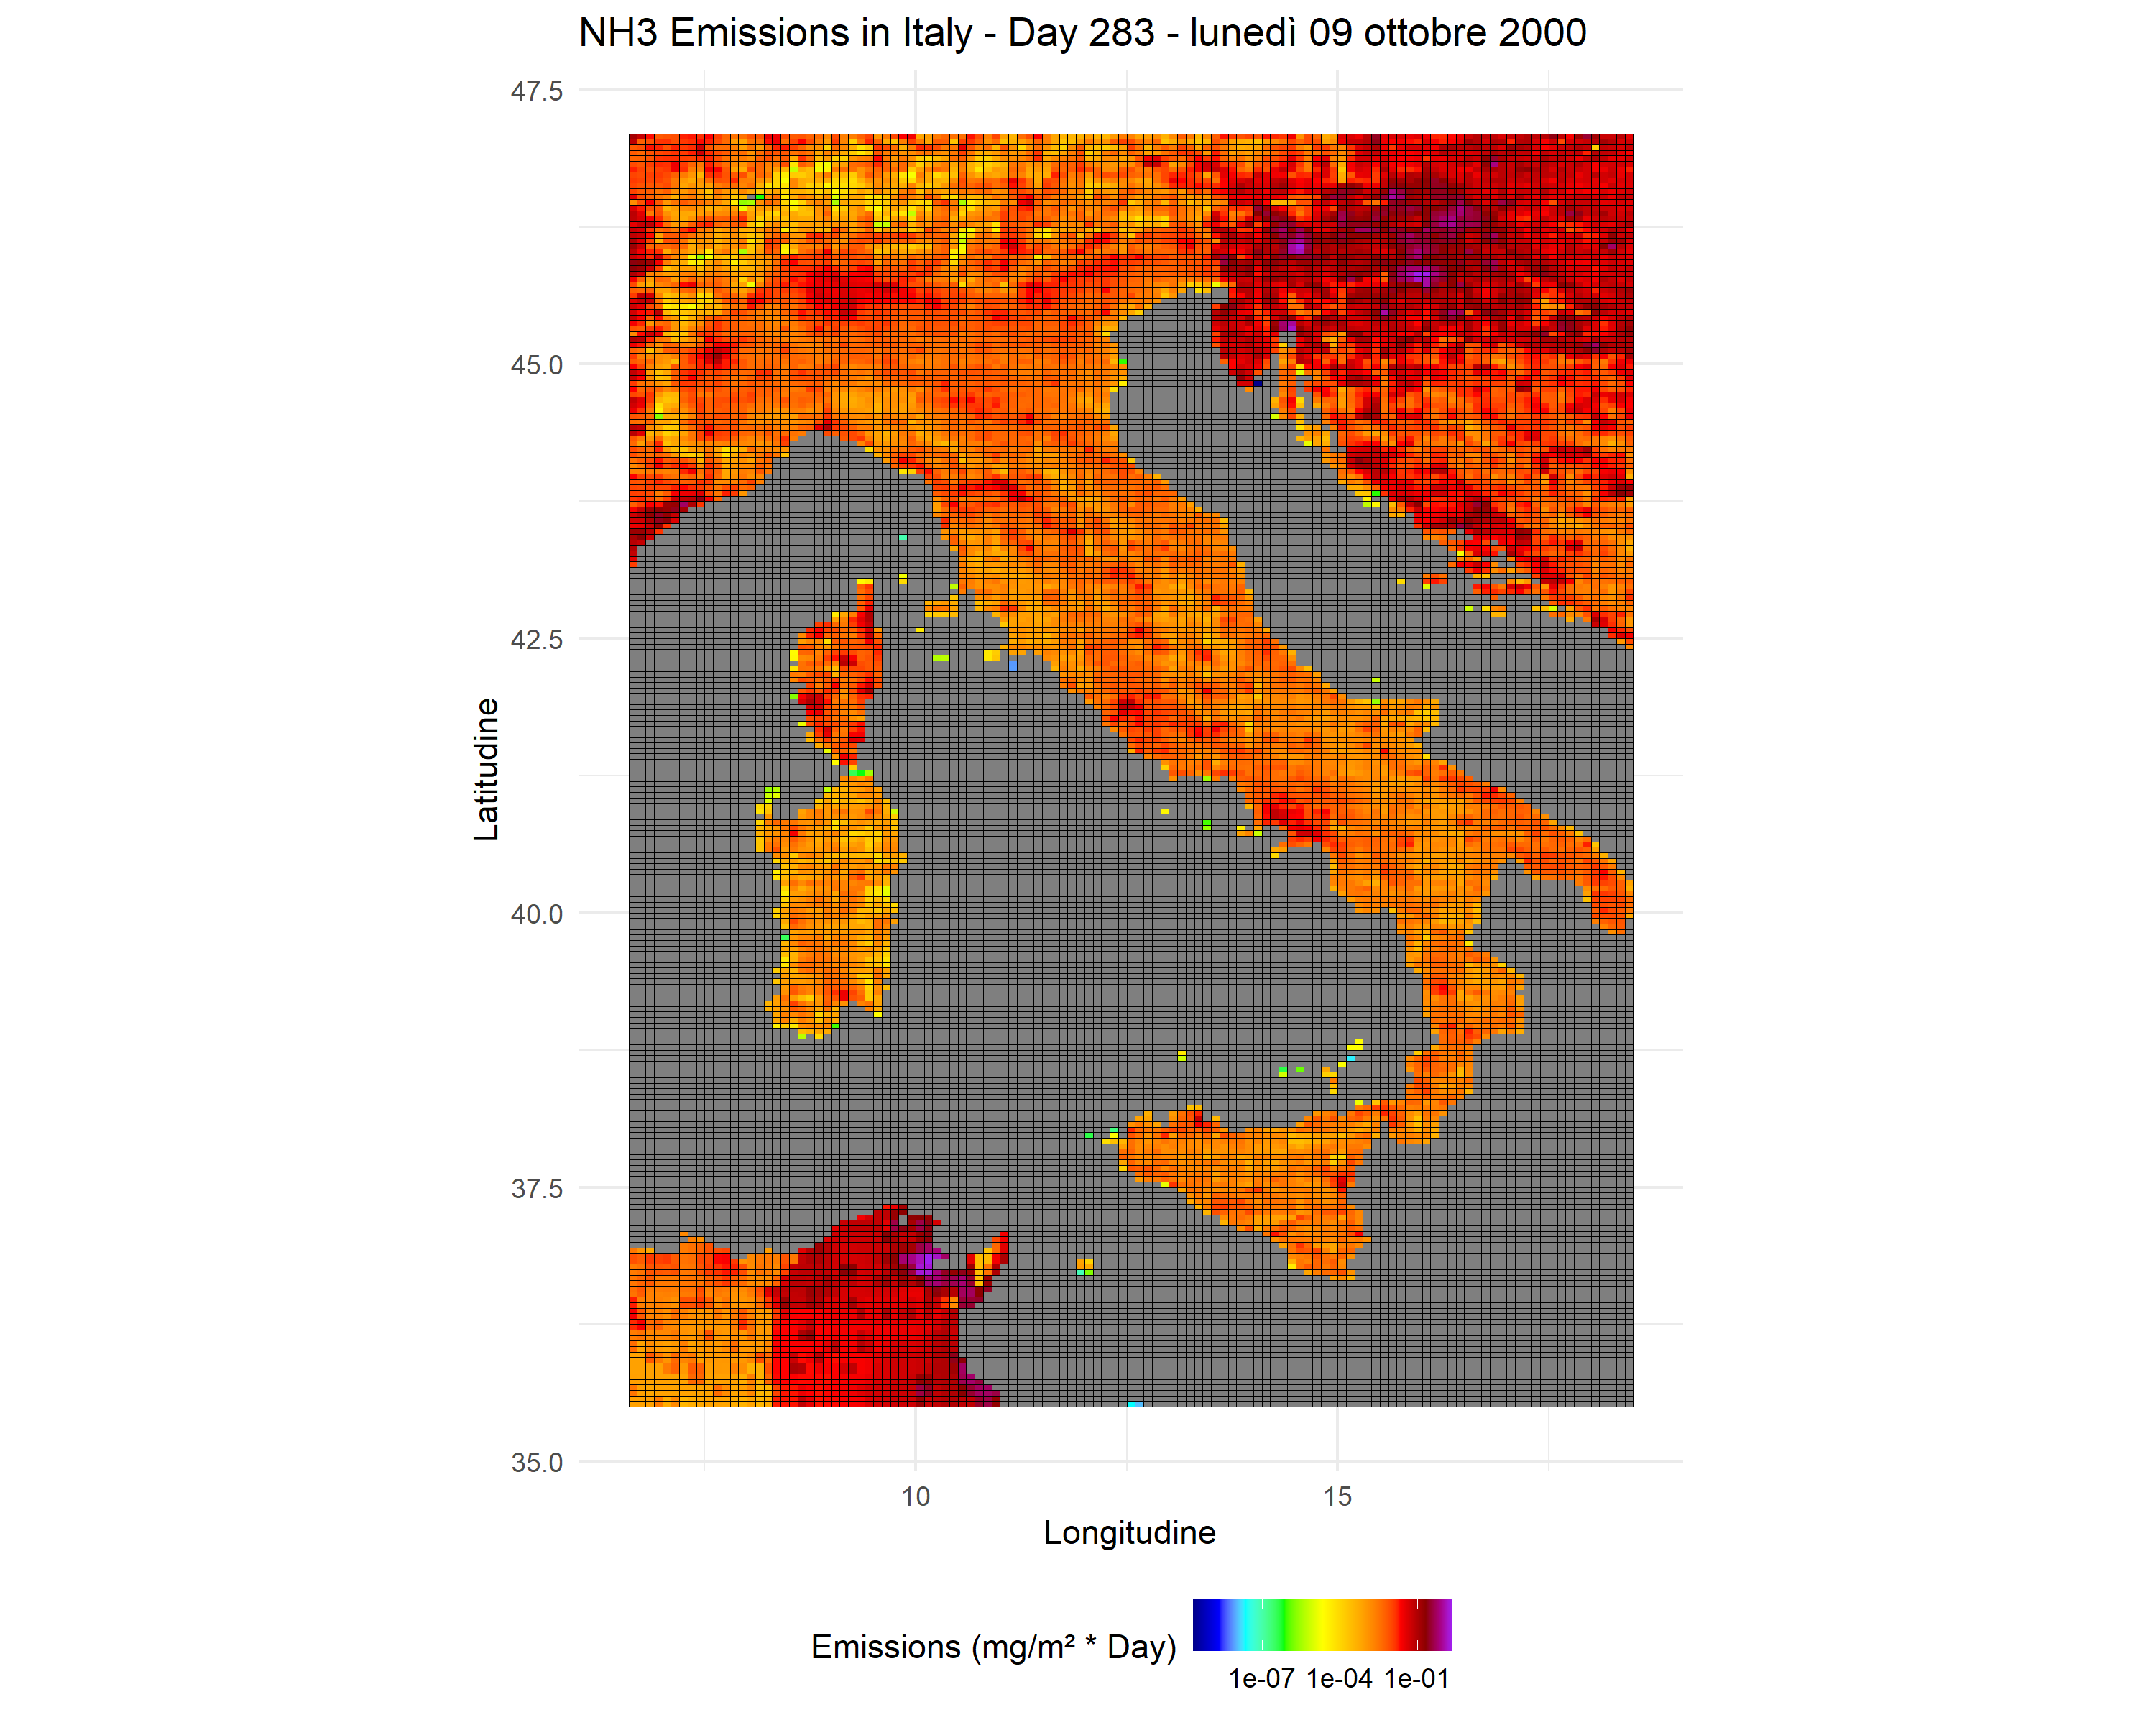 NH3 Emissions in Italy - Day 283 - lunedì 09 ottobre 2000
47.5
45.0
42.5
40.0
37.5
35.0
Latitudine
10 15
Longitudine
Emissions (mg/m² * Day)
1e-07 1e-04 1e-01